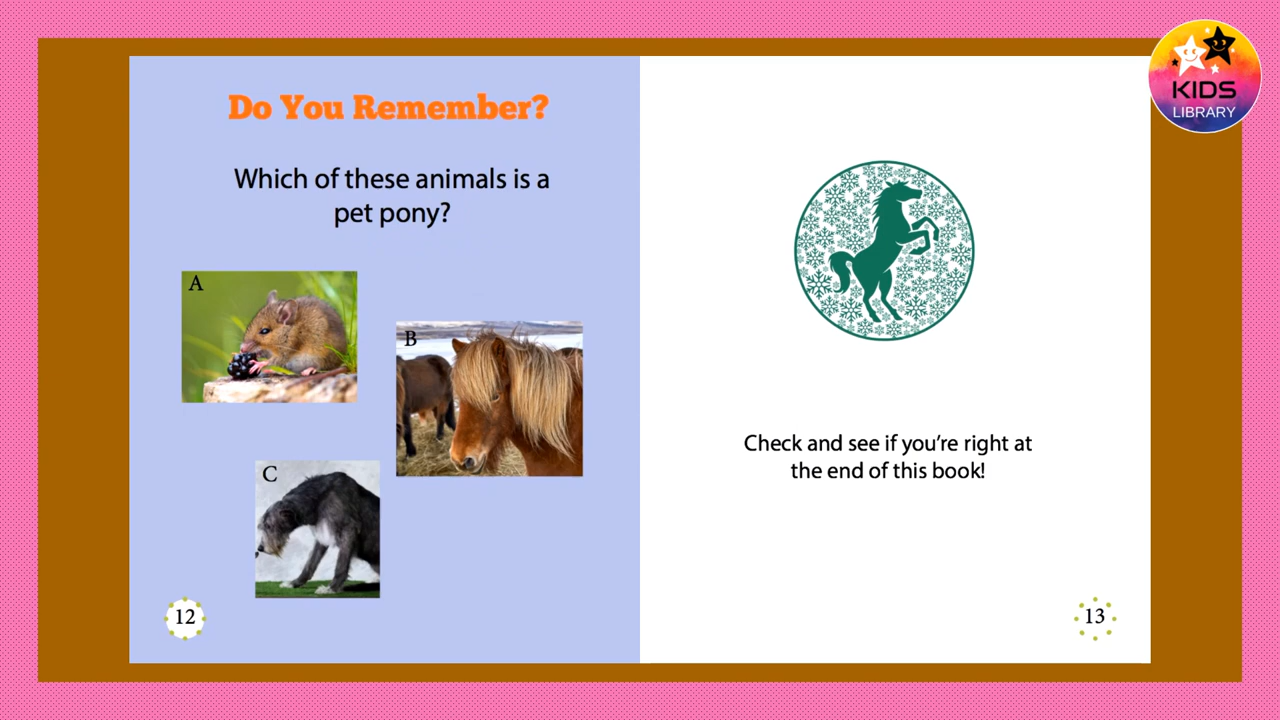 Do You Remember?
Which of these animals is a
pet pony?
A
B
C
12
Check and see if you're right at
the end of this book!
13
KIDS
LIBRARY